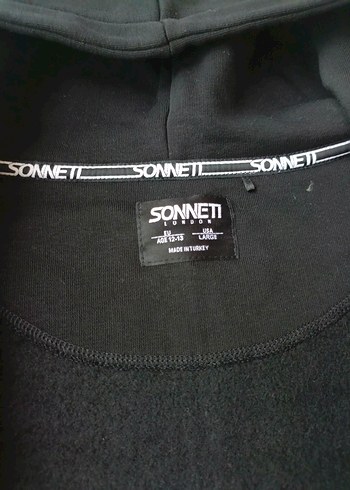 SONNETI SONNETI SONNETI
SONNETI
LONDON
EU USA
AGE 12-13 LARGE
MADE IN TURKEY